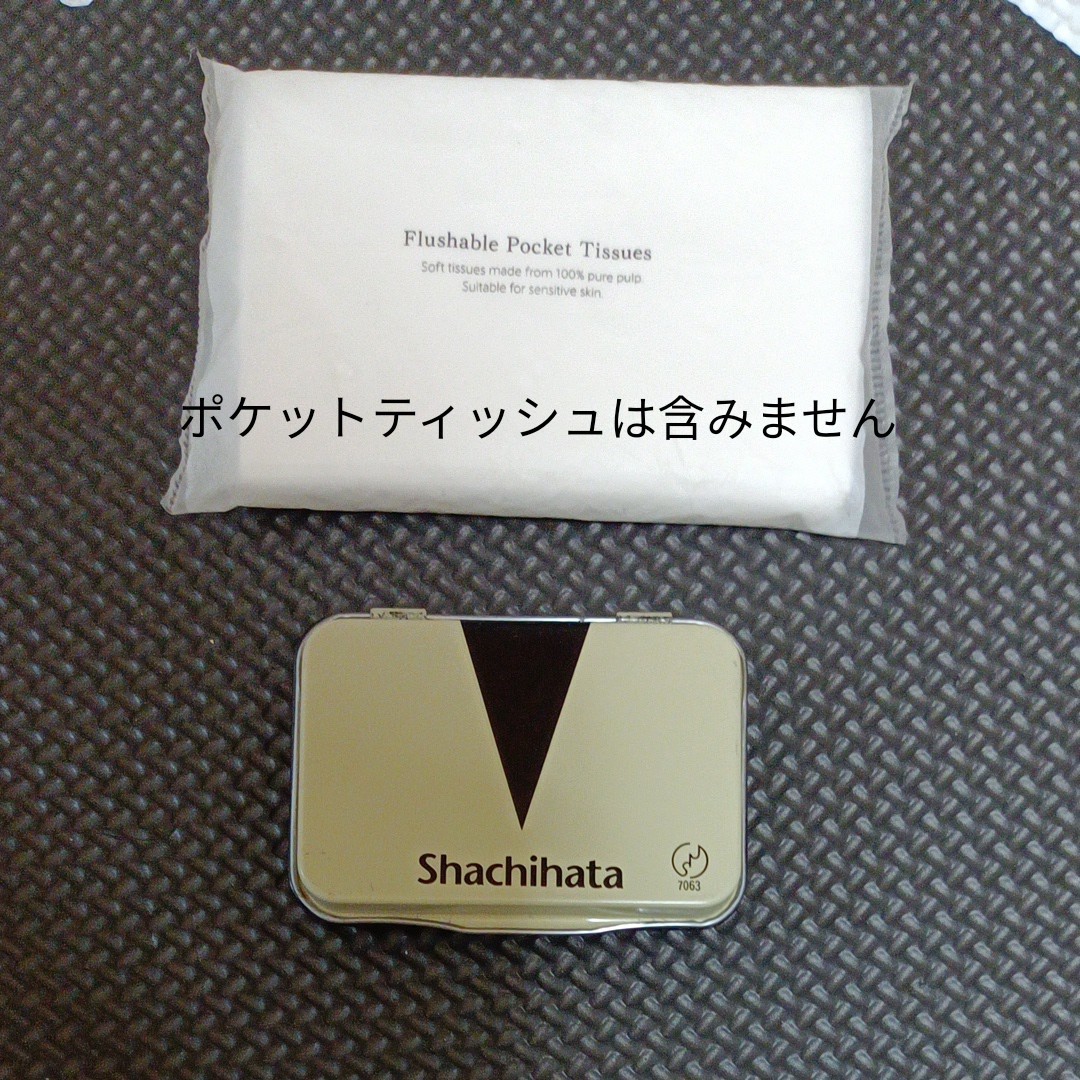 Flushable Pocket Tissues
Soft tissues made from 100% pure pulp.
Suitable for sensitive skin.
ポケットティッシュは含みません
Shachihata
7063